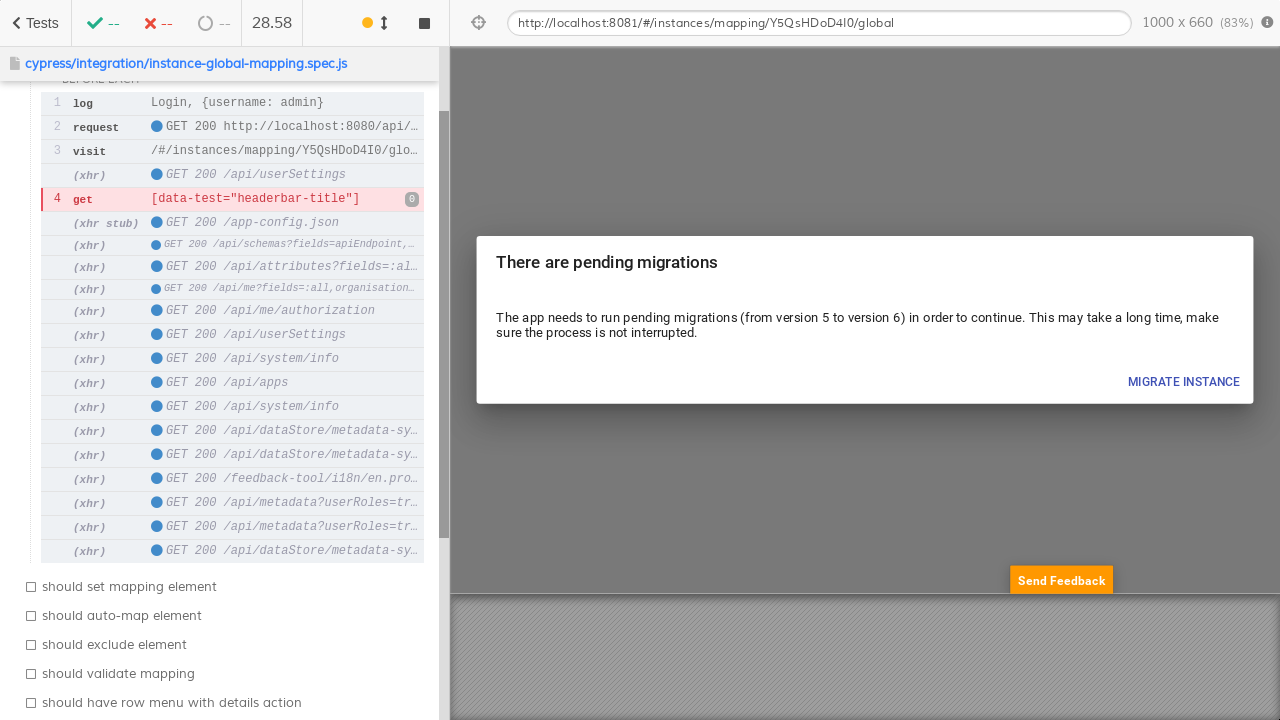 Tests
--
--
--
28.58
http://localhost:8081/#/instances/mapping/Y5QsHDoD4I0/global
1000 x 660 (83%)
cypress/integration/instance-global-mapping.spec.js
BEFORE EACH
1 log Login, {username: admin}
2 request GET 200 http://localhost:8080/api/…
3 visit /#/instances/mapping/Y5QsHDoD4I0/glo…
(xhr) GET 200 /api/userSettings
4 get [data-test="headerbar-title"] 0
(xhr stub) GET 200 /app-config.json
(xhr) GET 200 /api/schemas?fields=apiEndpoint,…
(xhr) GET 200 /api/attributes?fields=:al…
(xhr) GET 200 /api/me?fields=:all,organisation…
(xhr) GET 200 /api/me/authorization
(xhr) GET 200 /api/userSettings
(xhr) GET 200 /api/system/info
(xhr) GET 200 /api/apps
(xhr) GET 200 /api/system/info
(xhr) GET 200 /api/dataStore/metadata-sy…
(xhr) GET 200 /api/dataStore/metadata-sy…
(xhr) GET 200 /feedback-tool/i18n/en.pro…
(xhr) GET 200 /api/metadata?userRoles=tr…
(xhr) GET 200 /api/metadata?userRoles=tr…
(xhr) GET 200 /api/dataStore/metadata-sy…
should set mapping element
should auto-map element
should exclude element
should validate mapping
should have row menu with details action
There are pending migrations
The app needs to run pending migrations (from version 5 to version 6) in order to continue. This may take a long time, make
sure the process is not interrupted.
MIGRATE INSTANCE
Send Feedback